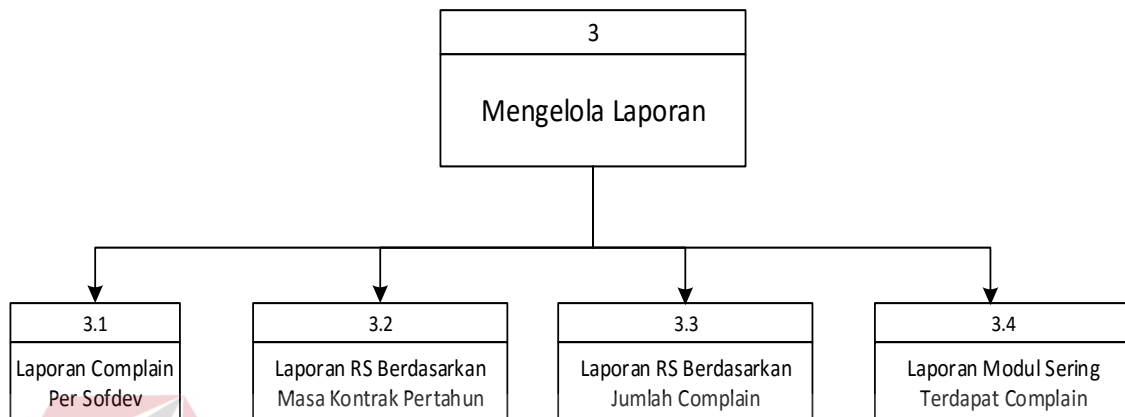 3
Mengelola Laporan
3.1
Laporan Complain
Per Sofdev
3.2
Laporan RS Berdasarkan
Masa Kontrak Pertahun
3.3
Laporan RS Berdasarkan
Jumlah Complain
3.4
Laporan Modul Sering
Terdapat Complain